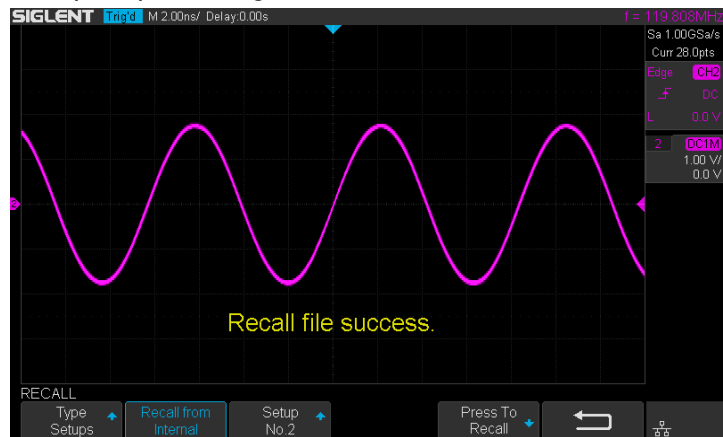 SIGLENT Trig'd M 2.00ns/ Delay:0.00s f = 119.808MHz
Sa 1.00GSa/s
Curr 28.0pts
Edge CH2
DC
L 0.0 V
2 DC1M
1.00 V/
0.0 V
2
Recall file success.
RECALL
Type Setups
Recall from Internal
Setup No.2
Press To Recall